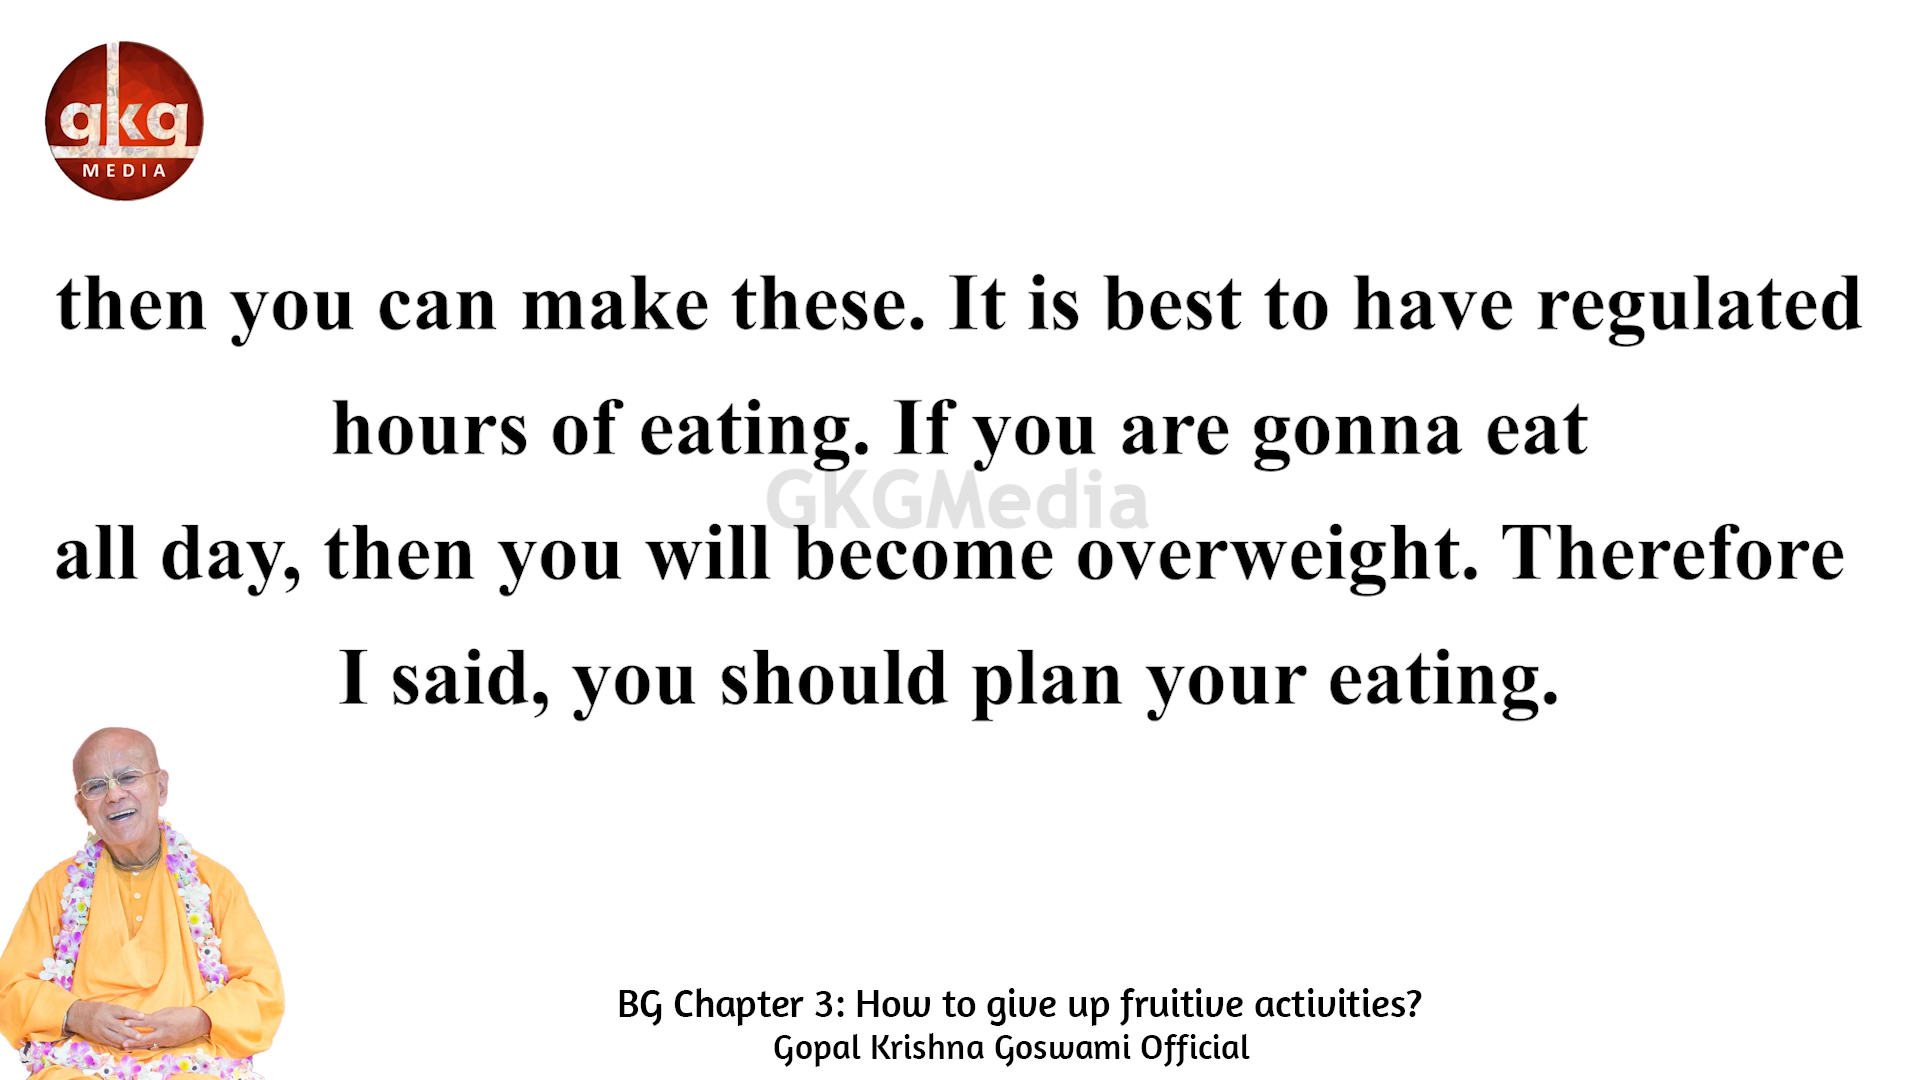 gkg
MEDIA
then you can make these. It is best to have regulated
hours of eating. If you are gonna eat
GKGMedia
all day, then you will become overweight. Therefore
I said, you should plan your eating.
BG Chapter 3: How to give up fruitive activities?
Gopal Krishna Goswami Official